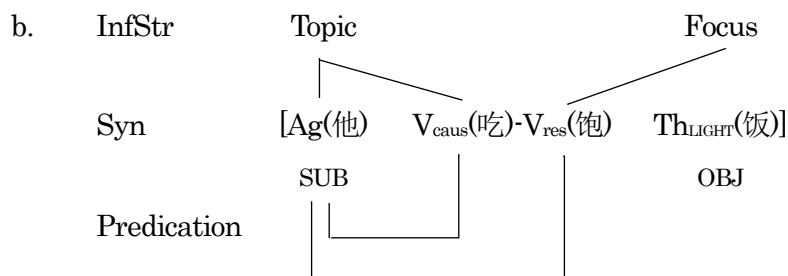 b. InfStr Topic Focus
Syn [Ag(他) Vcaus(吃)-Vres(饱) ThLIGHT(饭)]
SUB OBJ
Predication